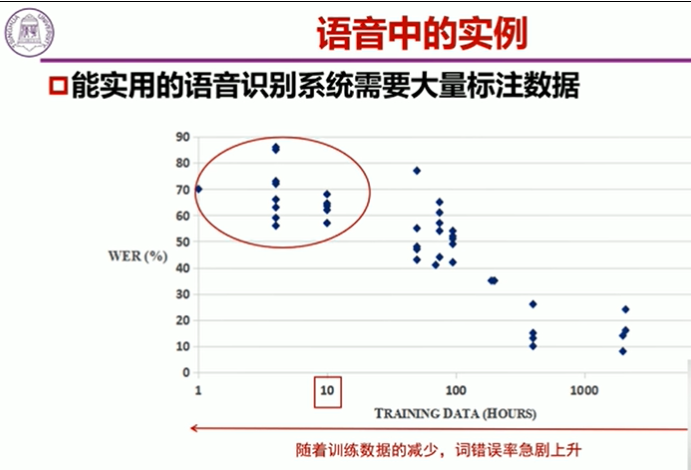 语音中的实例
能实用的语音识别系统需要大量标注数据
90
80
70
60
50
40
30
20
10
0
WER (%)
1
10
100
1000
TRAINING DATA (HOURS)
随着训练数据的减少，词错误率急剧上升